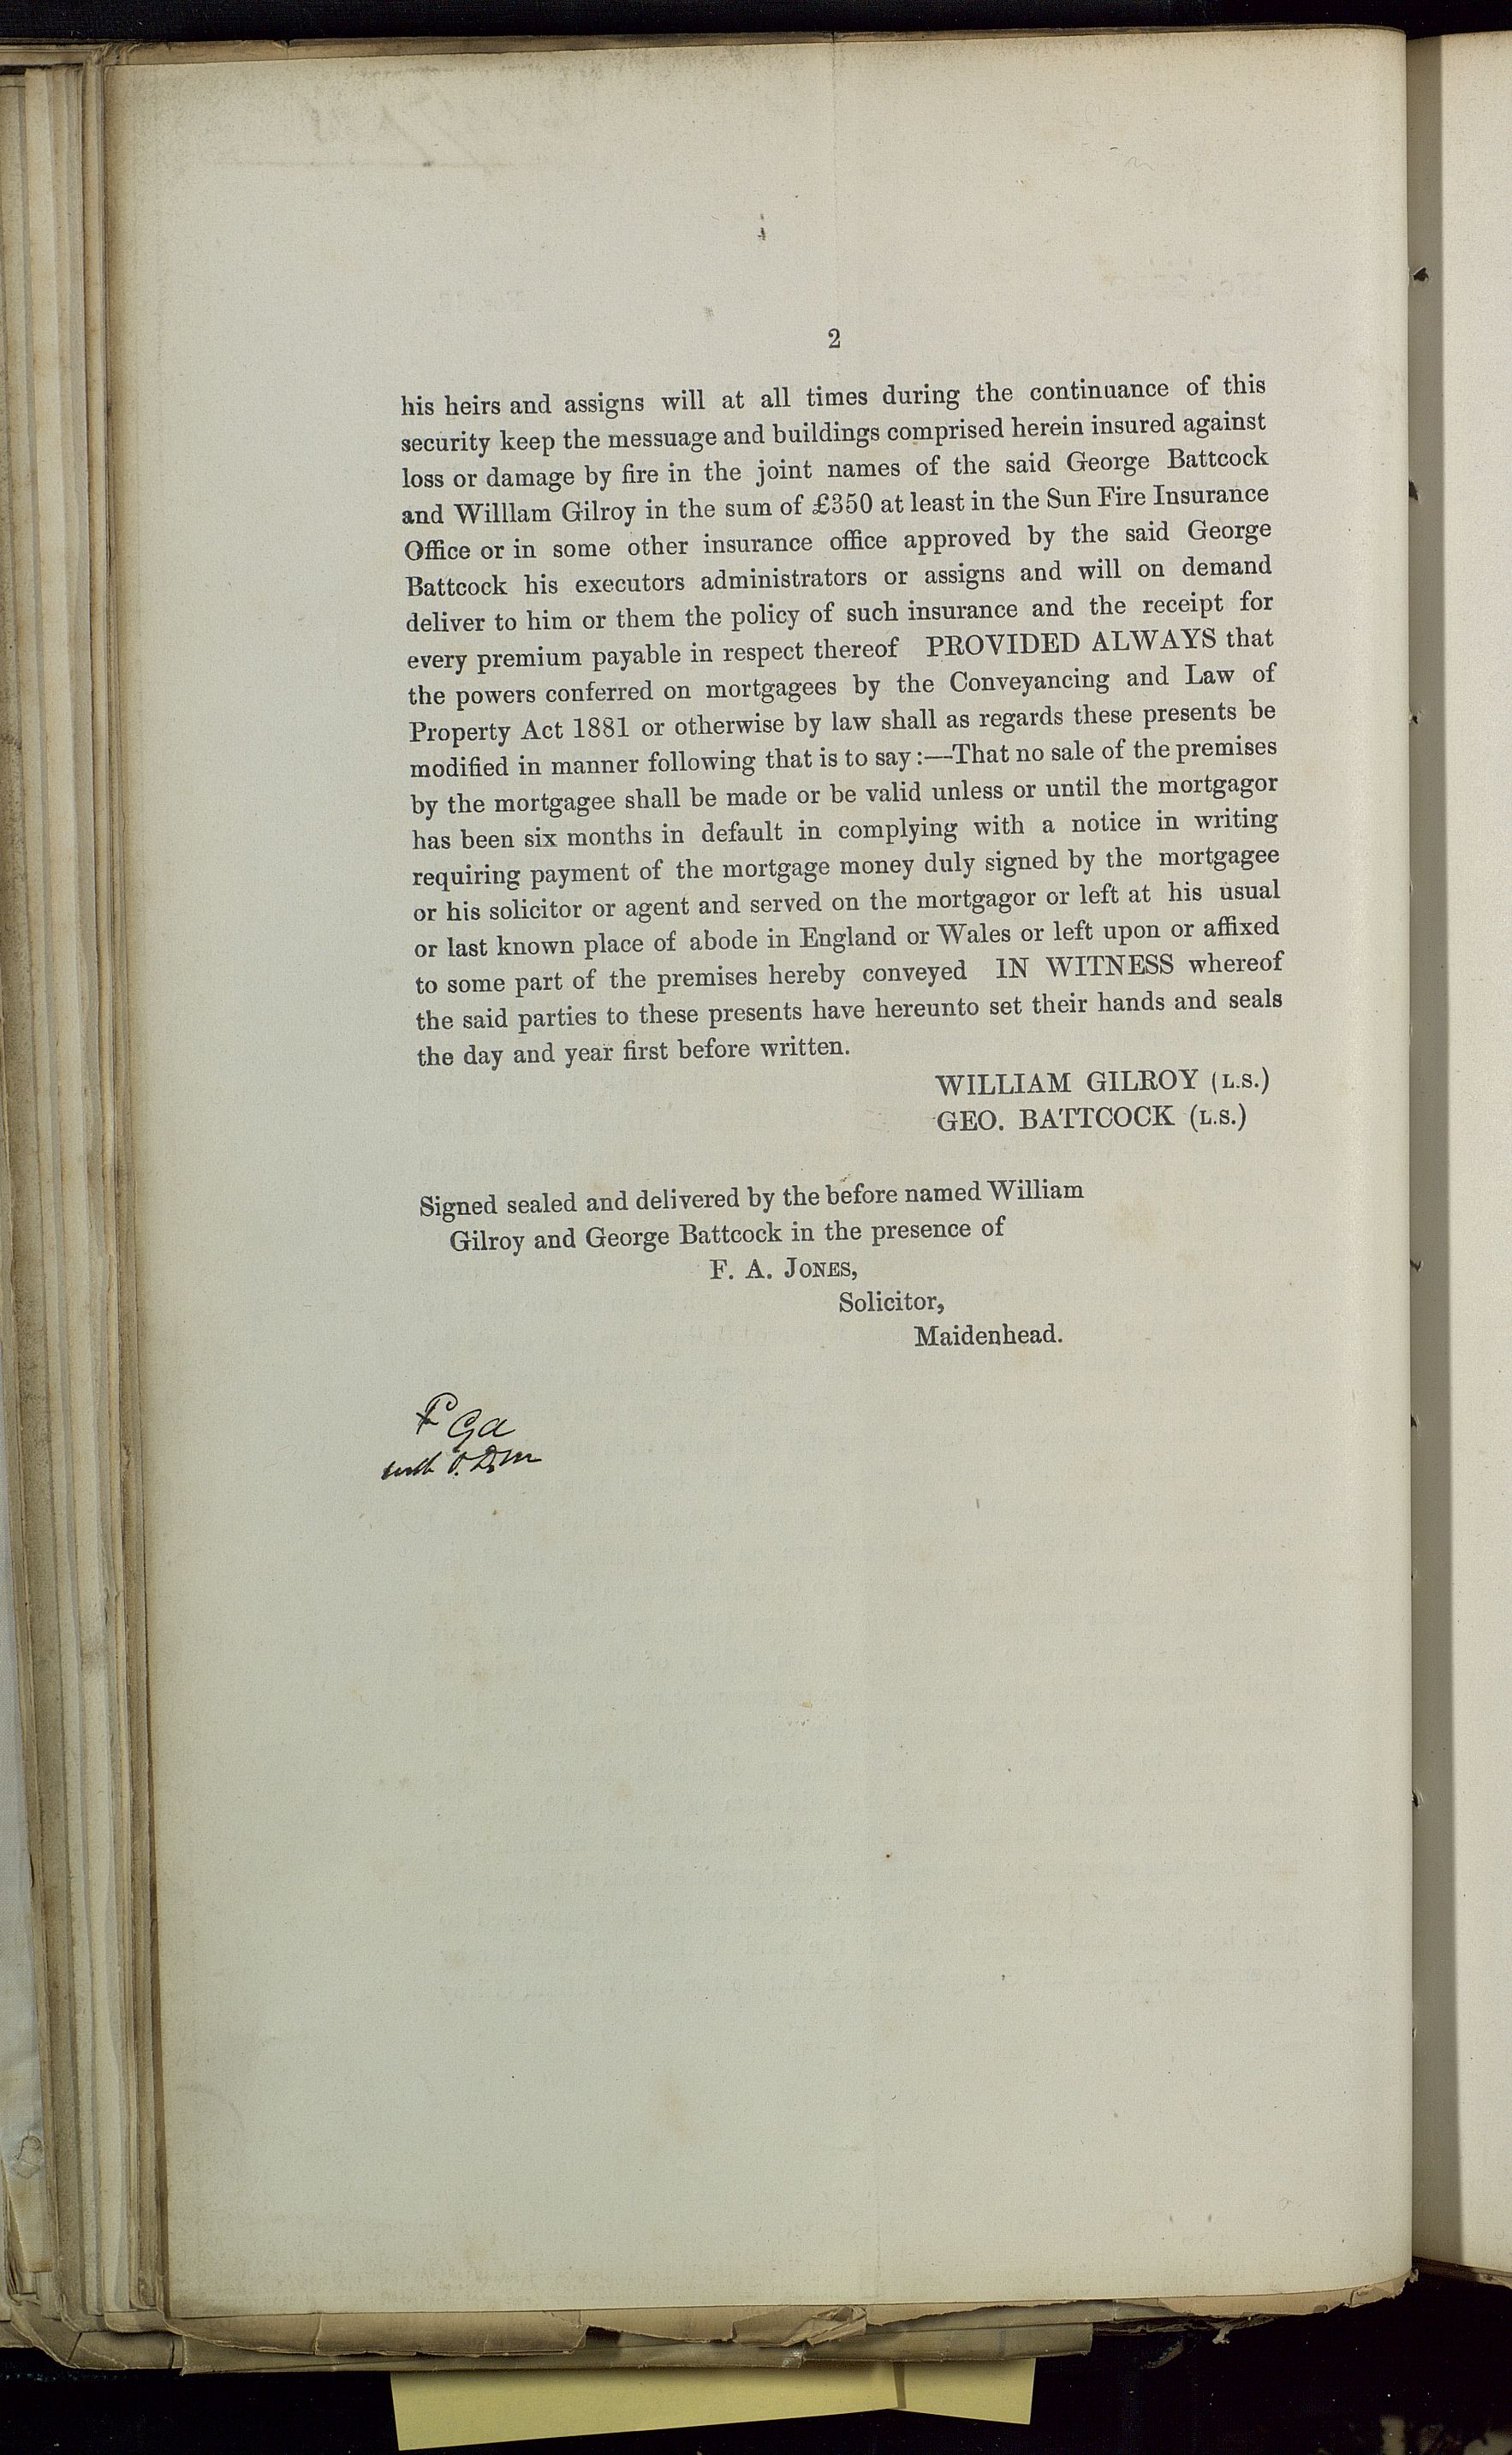 2
his heirs and assigns will at all times during the continuance of this
security keep the messuage and buildings comprised herein insured against
loss or damage by fire in the joint names of the said George Battcock
and Willlam Gilroy in the sum of £350 at least in the Sun Fire Insurance
Office or in some other insurance office approved by the said George
Battcock his executors administrators or assigns and will on demand
deliver to him or them the policy of such insurance and the receipt for
every premium payable in respect thereof PROVIDED ALWAYS that
the powers conferred on mortgagees by the Conveyancing and Law of
Property Act 1881 or otherwise by law shall as regards these presents be
modified in manner following that is to say :—That no sale of the premises
by the mortgagee shall be made or be valid unless or until the mortgagor
has been six months in default in complying with a notice in writing
requiring payment of the mortgage money duly signed by the mortgagee
or his solicitor or agent and served on the mortgagor or left at his usual
or last known place of abode in England or Wales or left upon or affixed
to some part of the premises hereby conveyed IN WITNESS whereof
the said parties to these presents have hereunto set their hands and seals
the day and year first before written.
WILLIAM GILROY (L.S.)
GEO. BATTCOCK (L.S.)
Signed sealed and delivered by the before named William
Gilroy and George Battcock in the presence of
F. A. JONES,
Solicitor,
Maidenhead.